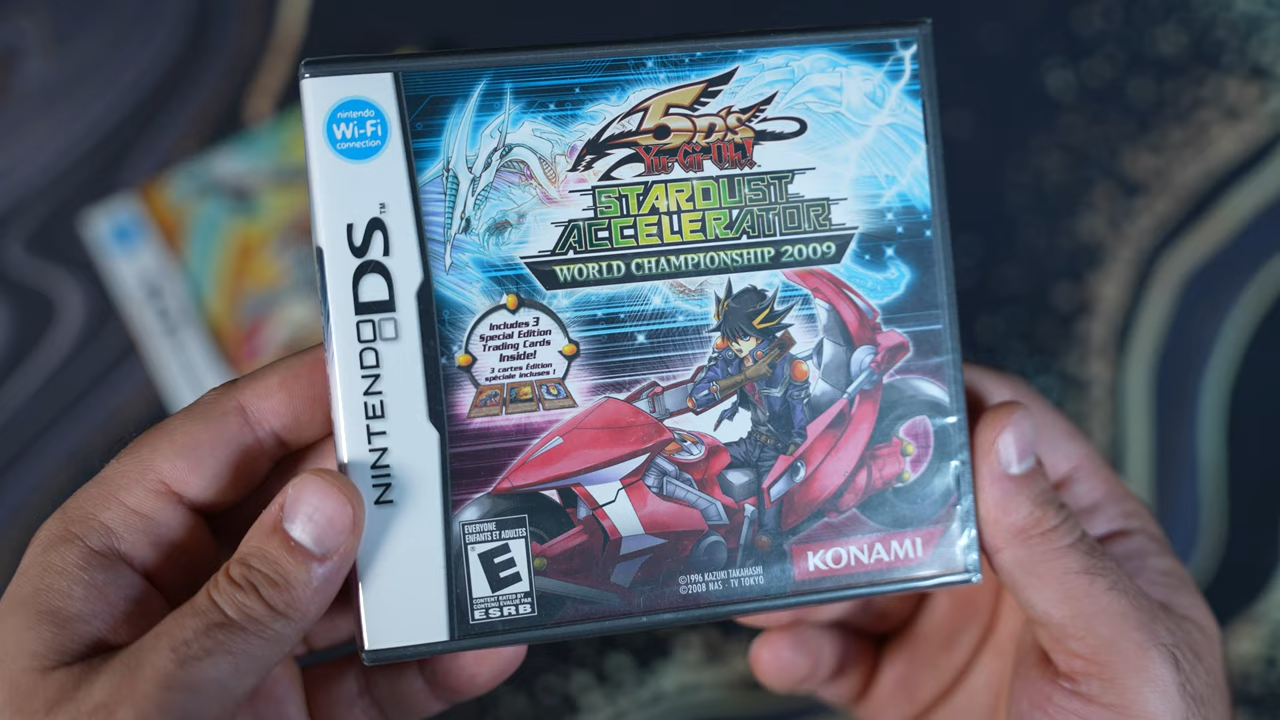 nintendo
Wi-Fi
connection
NINTENDO DS™
5D's
Yu-Gi-Oh!™
STARDUST
ACCELERATOR
WORLD CHAMPIONSHIP 2009
Includes 3
Special Edition
Trading Cards
Inside!
3 cartes Édition
spéciale incluses !
EVERYONE
ENFANTS ET ADULTES
E
®
CONTENT RATED BY
CONTENU ÉVALUÉ PAR
ESRB
©1996 KAZUKI TAKAHASHI
©2008 NAS • TV TOKYO
KONAMI